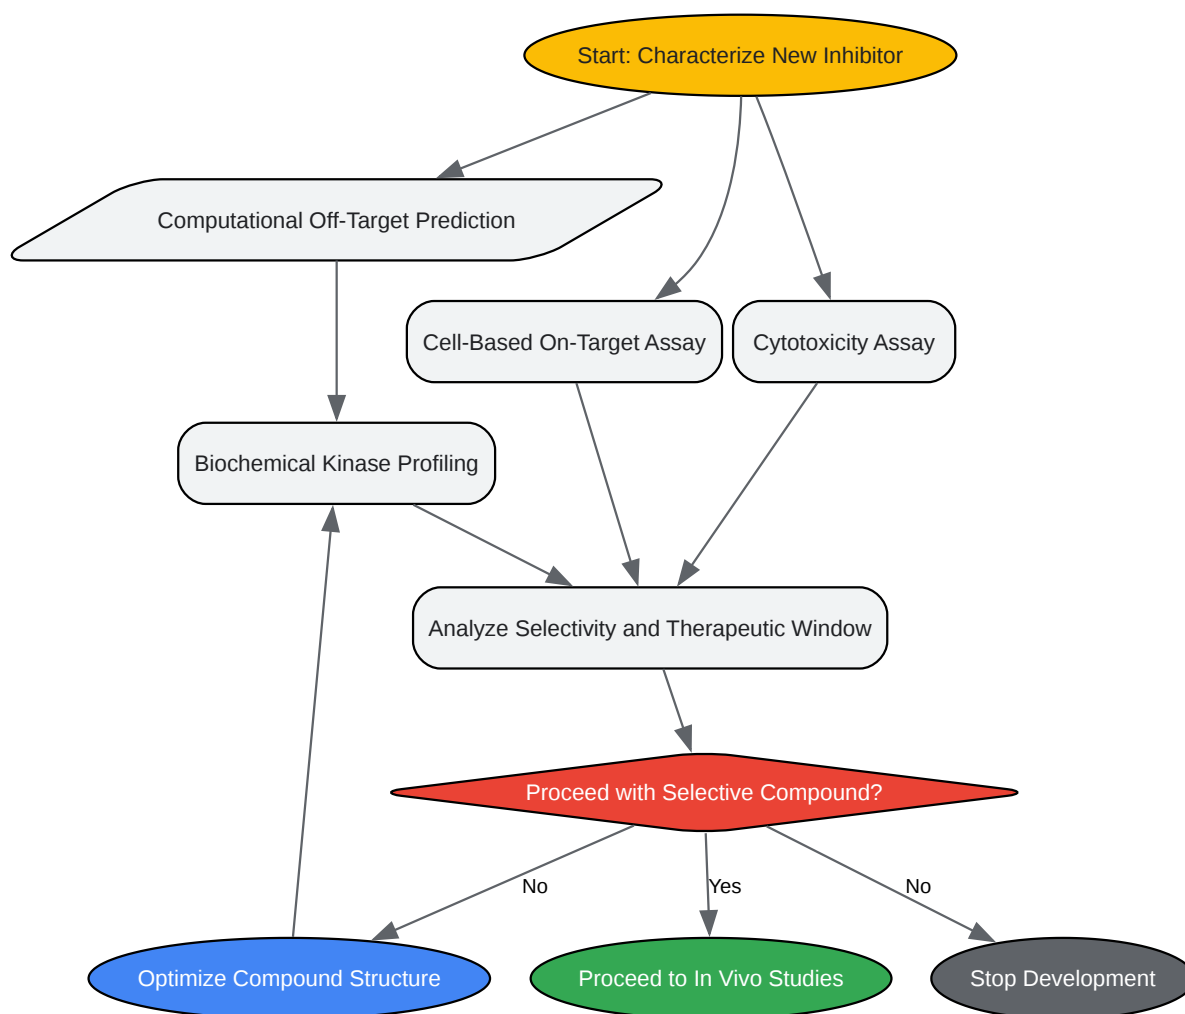 Start: Characterize New Inhibitor
Computational Off-Target Prediction
Cell-Based On-Target Assay
Cytotoxicity Assay
Biochemical Kinase Profiling
Analyze Selectivity and Therapeutic Window
Proceed with Selective Compound?
No
Yes
No
Optimize Compound Structure
Proceed to In Vivo Studies
Stop Development